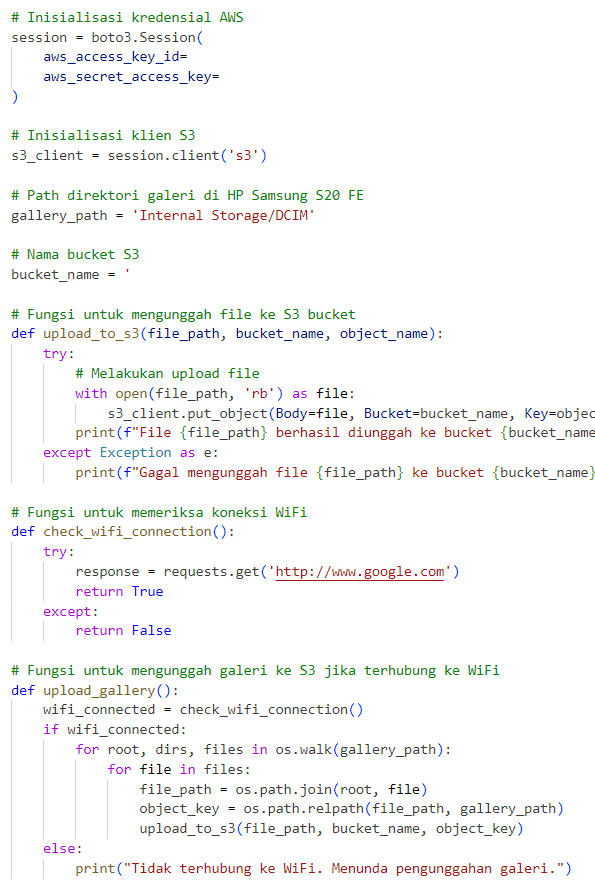 # Inisialisasi kredensial AWS
session = boto3.Session(
    aws_access_key_id=
    aws_secret_access_key=
)
# Inisialisasi klien S3
s3_client = session.client('s3')
# Path direktori galeri di HP Samsung S20 FE
gallery_path = 'Internal Storage/DCIM'
# Nama bucket S3
bucket_name = '
# Fungsi untuk mengunggah file ke S3 bucket
def upload_to_s3(file_path, bucket_name, object_name):
    try:
        # Melakukan upload file
        with open(file_path, 'rb') as file:
            s3_client.put_object(Body=file, Bucket=bucket_name, Key=objec
        print(f"File {file_path} berhasil diunggah ke bucket {bucket_name
    except Exception as e:
        print(f"Gagal mengunggah file {file_path} ke bucket {bucket_name}
# Fungsi untuk memeriksa koneksi WiFi
def check_wifi_connection():
    try:
        response = requests.get('http://www.google.com')
        return True
    except:
        return False
# Fungsi untuk mengunggah galeri ke S3 jika terhubung ke WiFi
def upload_gallery():
    wifi_connected = check_wifi_connection()
    if wifi_connected:
        for root, dirs, files in os.walk(gallery_path):
            for file in files:
                file_path = os.path.join(root, file)
                object_key = os.path.relpath(file_path, gallery_path)
                upload_to_s3(file_path, bucket_name, object_key)
    else:
        print("Tidak terhubung ke WiFi. Menunda pengunggahan galeri.")